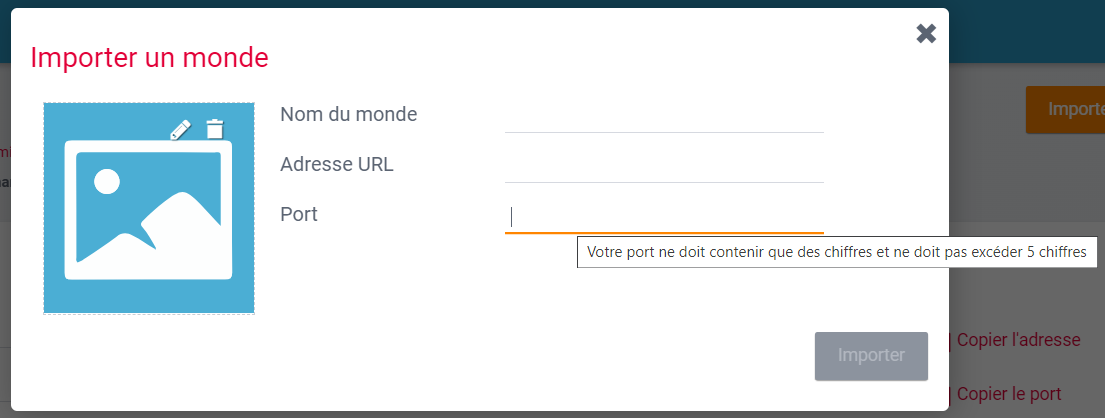 Importer un monde
Nom du monde
Adresse URL
Port
Votre port ne doit contenir que des chiffres et ne doit pas excéder 5 chiffres
Importer
Importe
Copier l'adresse
Copier le port